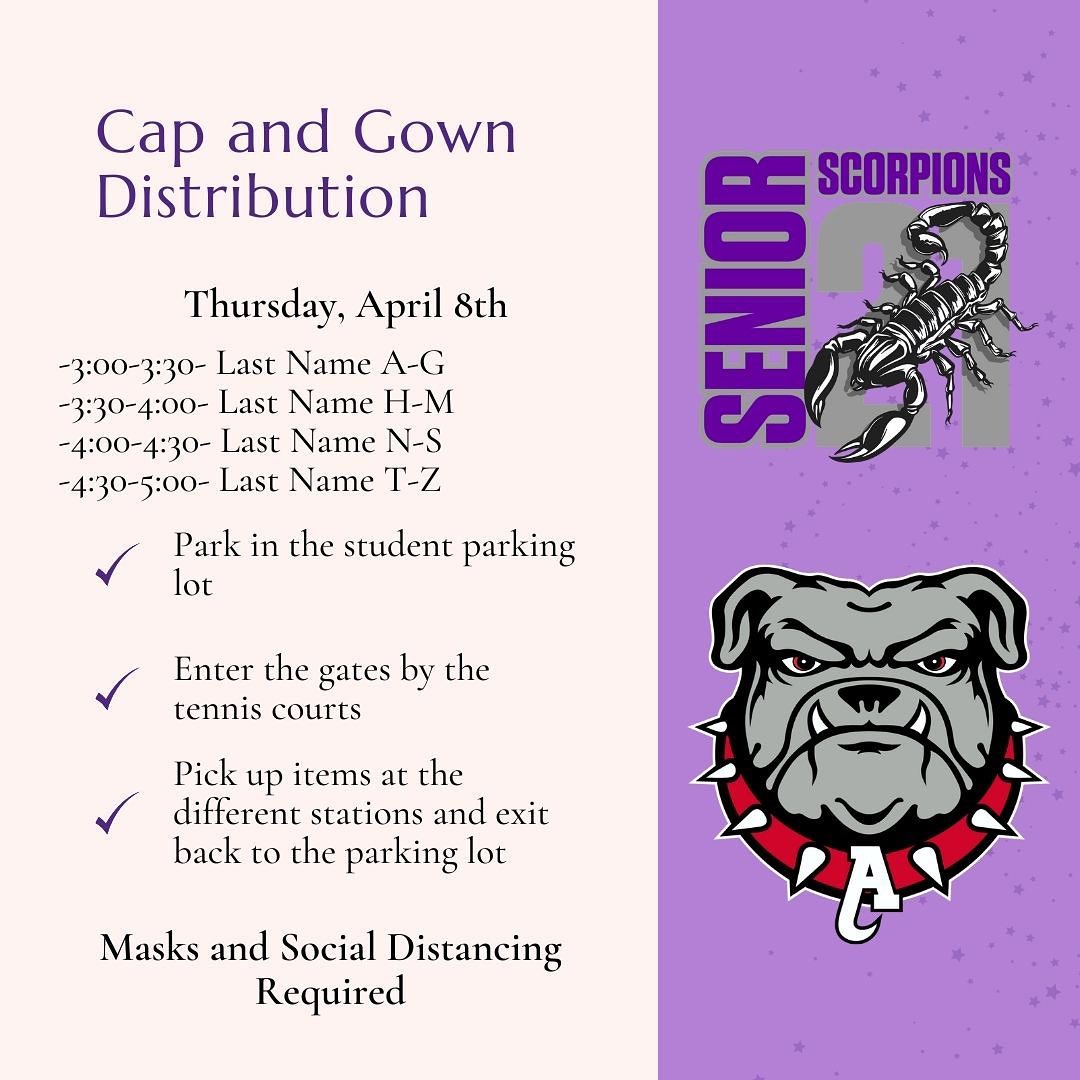 Cap and Gown
Distribution
Thursday, April 8th
-3:00-3:30- Last Name A-G
-3:30-4:00- Last Name H-M
-4:00-4:30- Last Name N-S
-4:30-5:00- Last Name T-Z
Park in the student parking
lot
Enter the gates by the
tennis courts
Pick up items at the
different stations and exit
back to the parking lot
Masks and Social Distancing
Required
SENIOR
SCORPIONS
21
A